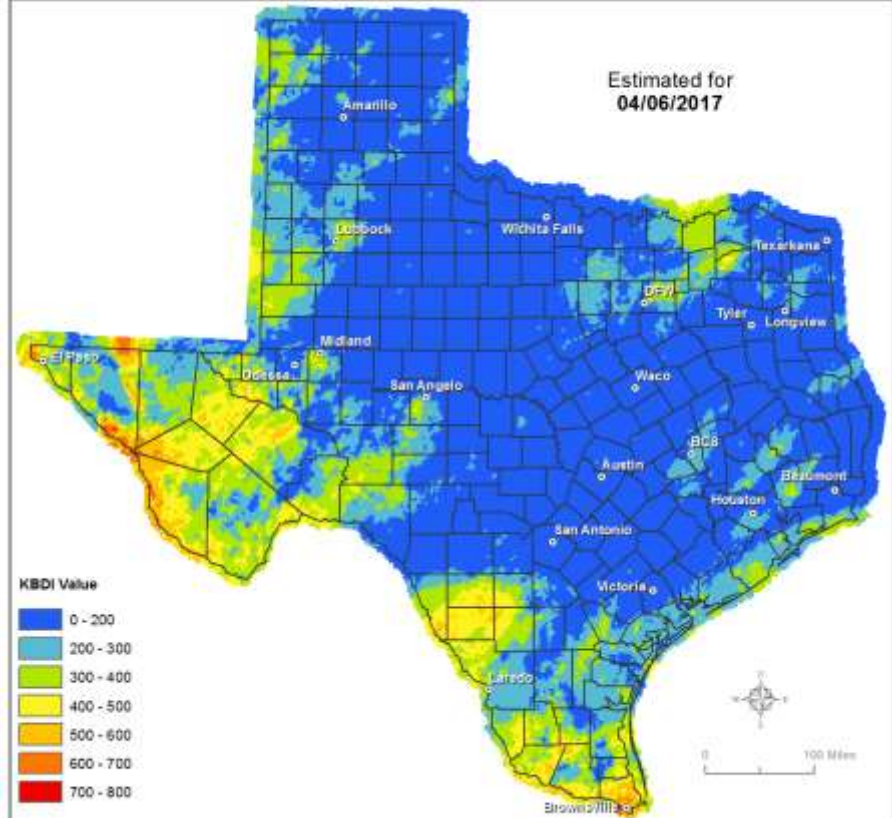 Estimated for
04/06/2017
Amarillo
Lubbock
Wichita Falls
Texarkana
DFW
Tyler
Longview
El Paso
Midland
Odessa
San Angelo
Waco
BCS
Austin
Beaumont
Houston
San Antonio
Victoria
Laredo
Brownsville
KBDI Value
0 - 200
200 - 300
300 - 400
400 - 500
500 - 600
600 - 700
700 - 800
0 100 Miles